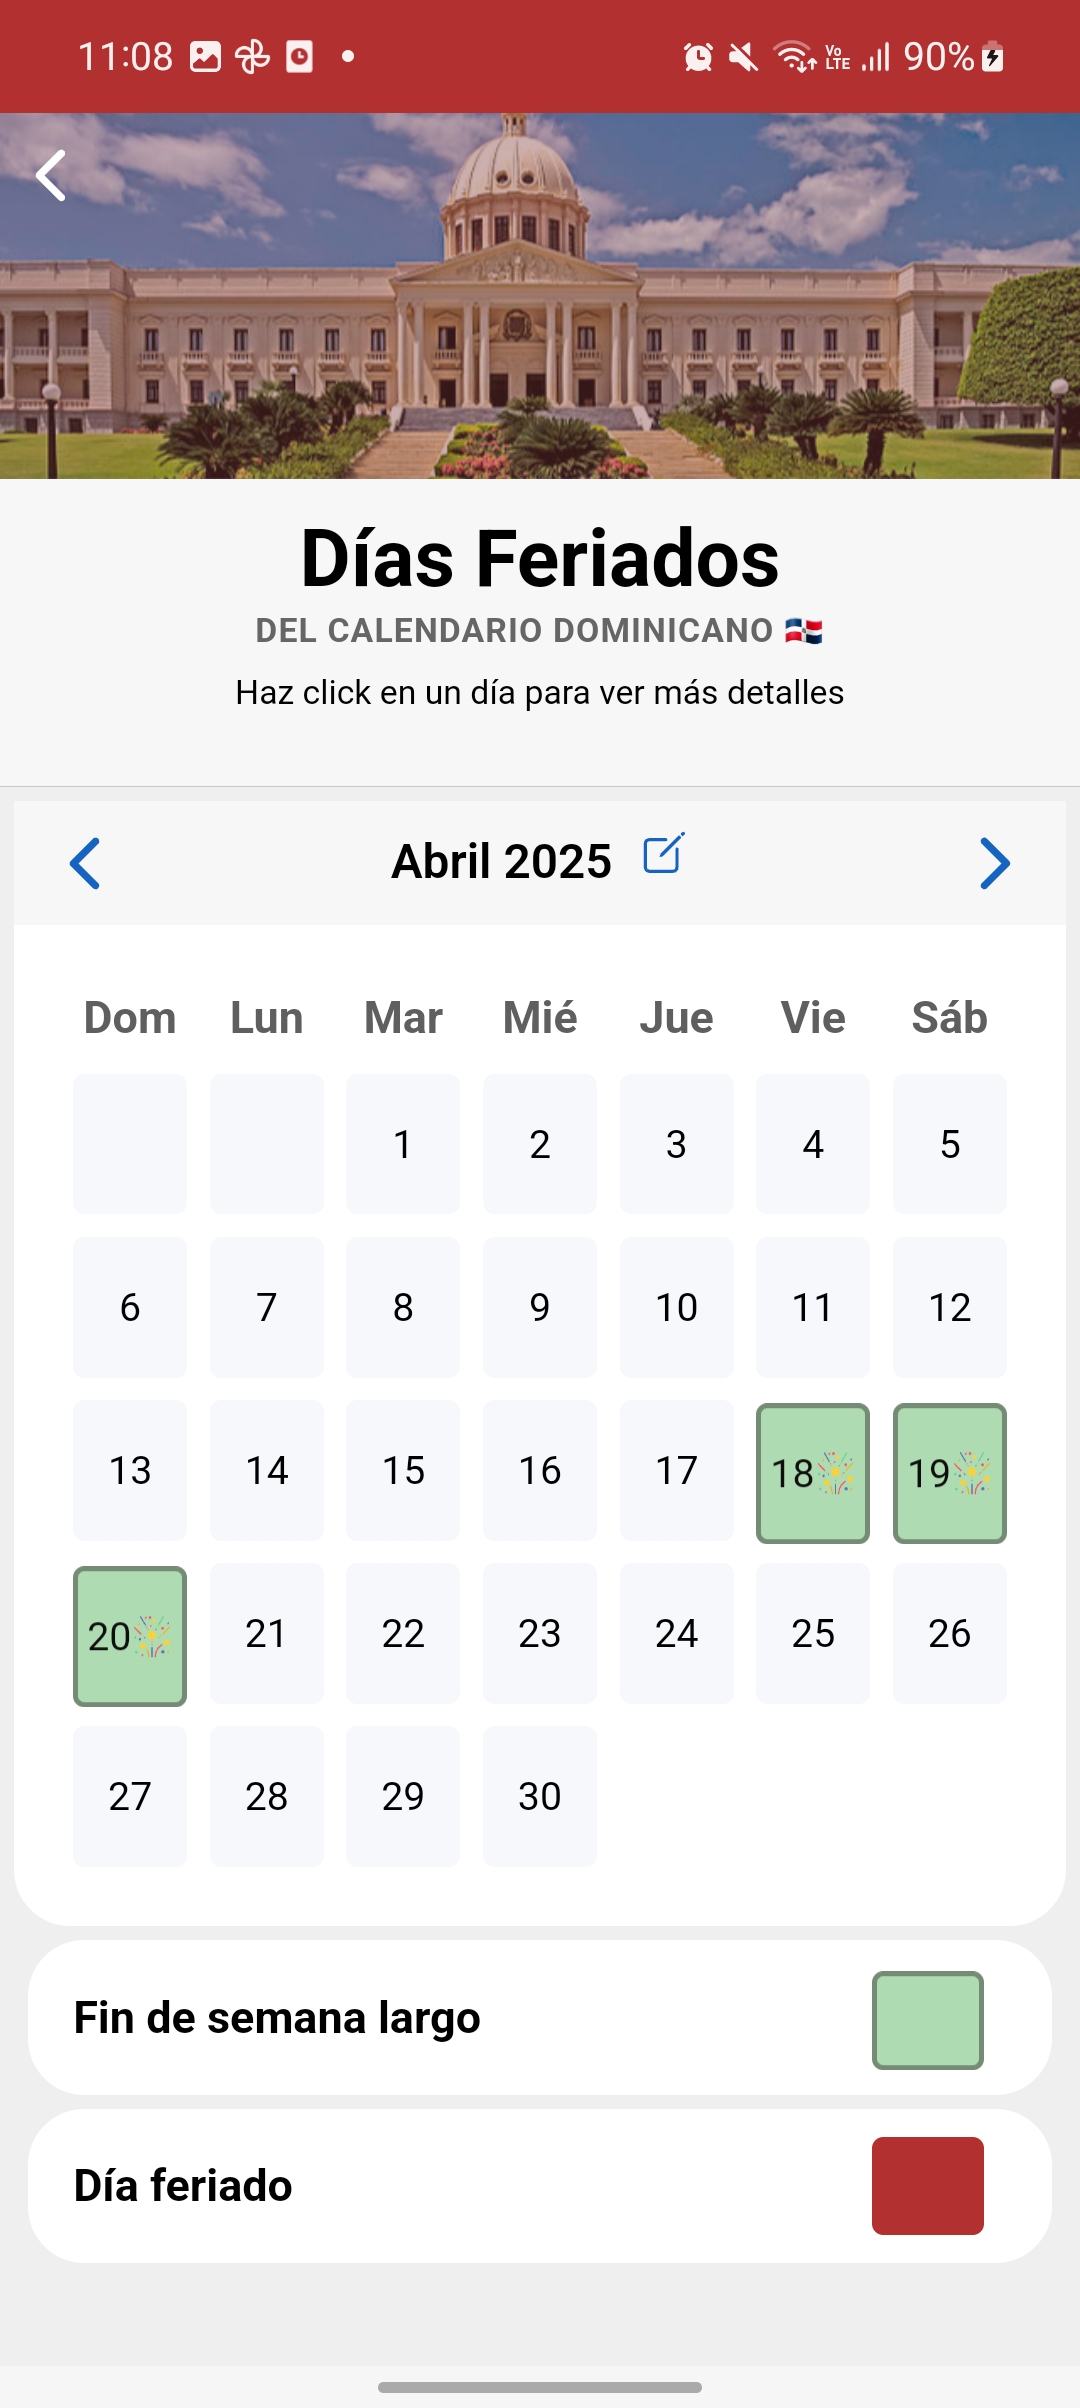 11:08 Vo LTE 90%
Días Feriados
DEL CALENDARIO DOMINICANO 🇩🇴
Haz click en un día para ver más detalles
Abril 2025
Dom Lun Mar Mié Jue Vie Sáb
1 2 3 4 5
6 7 8 9 10 11 12
13 14 15 16 17 18🎉 19🎉
20🎉 21 22 23 24 25 26
27 28 29 30
Fin de semana largo
Día feriado